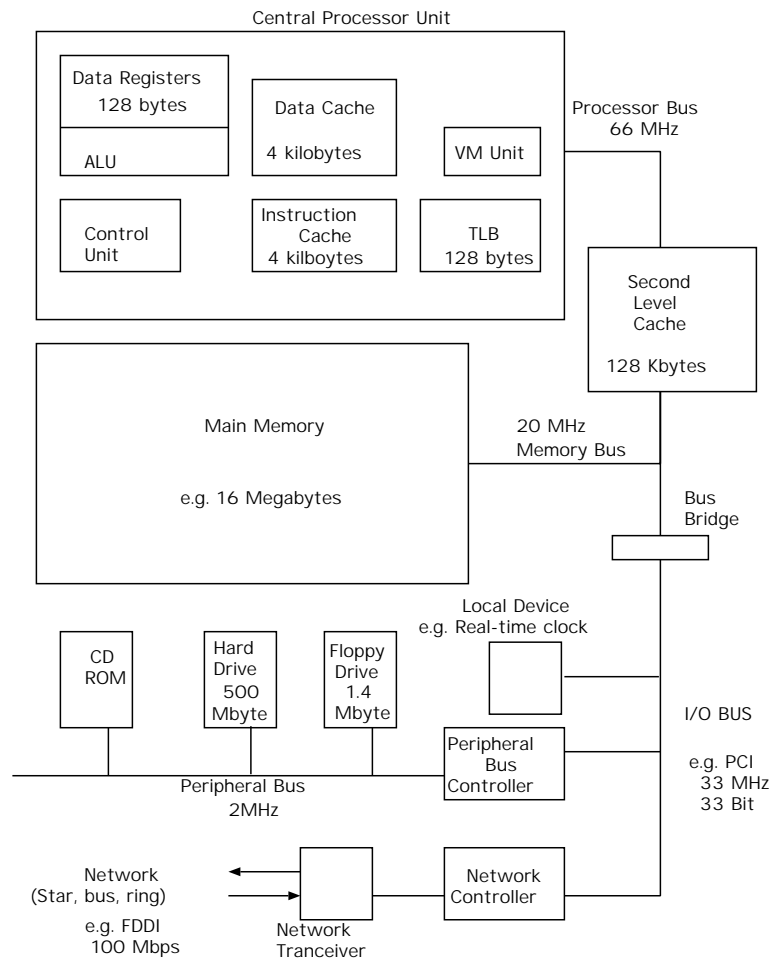 Central Processor Unit
Data Registers
128 bytes
ALU
Data Cache
4 kilobytes
VM Unit
Processor Bus
66 MHz
Control
Unit
Instruction
Cache
4 kilboytes
TLB
128 bytes
Second
Level
Cache
128 Kbytes
Main Memory
e.g. 16 Megabytes
20 MHz
Memory Bus
Bus
Bridge
Local Device
e.g. Real-time clock
CD
ROM
Hard
Drive
500
Mbyte
Floppy
Drive
1.4
Mbyte
I/O BUS
e.g. PCI
33 MHz
33 Bit
Peripheral
Bus
Controller
Peripheral Bus
2MHz
Network
(Star, bus, ring)
e.g. FDDI
100 Mbps
Network
Tranceiver
Network
Controller